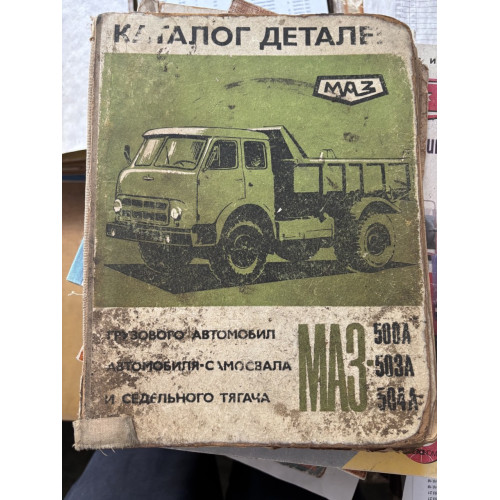 КАТАЛОГ ДЕТАЛЕ
МАЗ
ГРУЗОВОГО АВТОМОБИЛ
АВТОМОБИЛЯ-САМОСВАЛА
И СЕДЕЛЬНОГО ТЯГАЧА
МАЗ-
500А
503А
504А